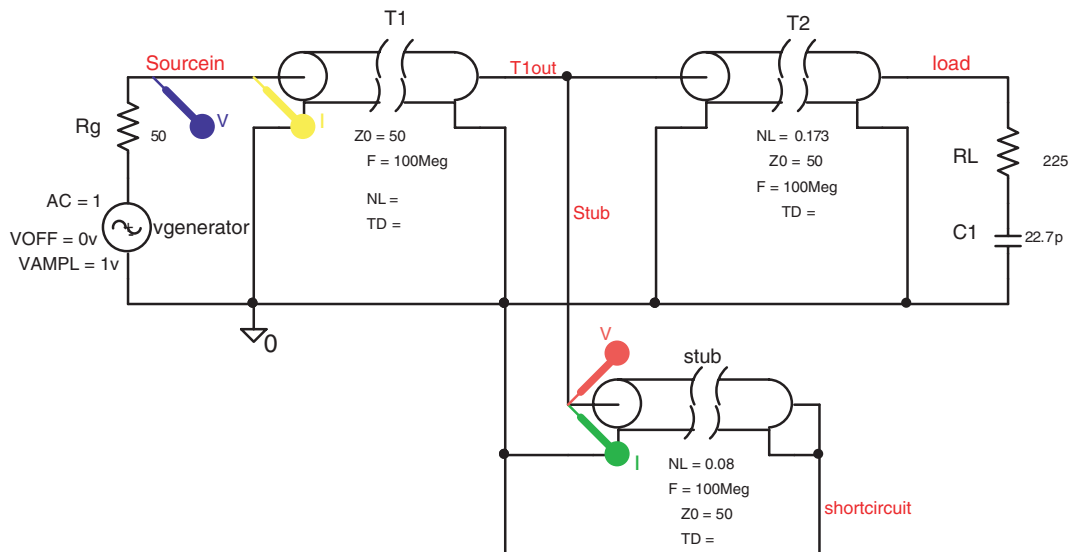 T1
T2
Sourcein
T1out
load
Rg
50
V
I
Z0 = 50
F = 100Meg
NL =
TD =
NL = 0.173
Z0 = 50
F = 100Meg
TD =
RL
225
AC = 1
vgenerator
VOFF = 0v
VAMPL = 1v
Stub
C1
22.7p
0
V
stub
I
NL = 0.08
F = 100Meg
Z0 = 50
TD =
shortcircuit